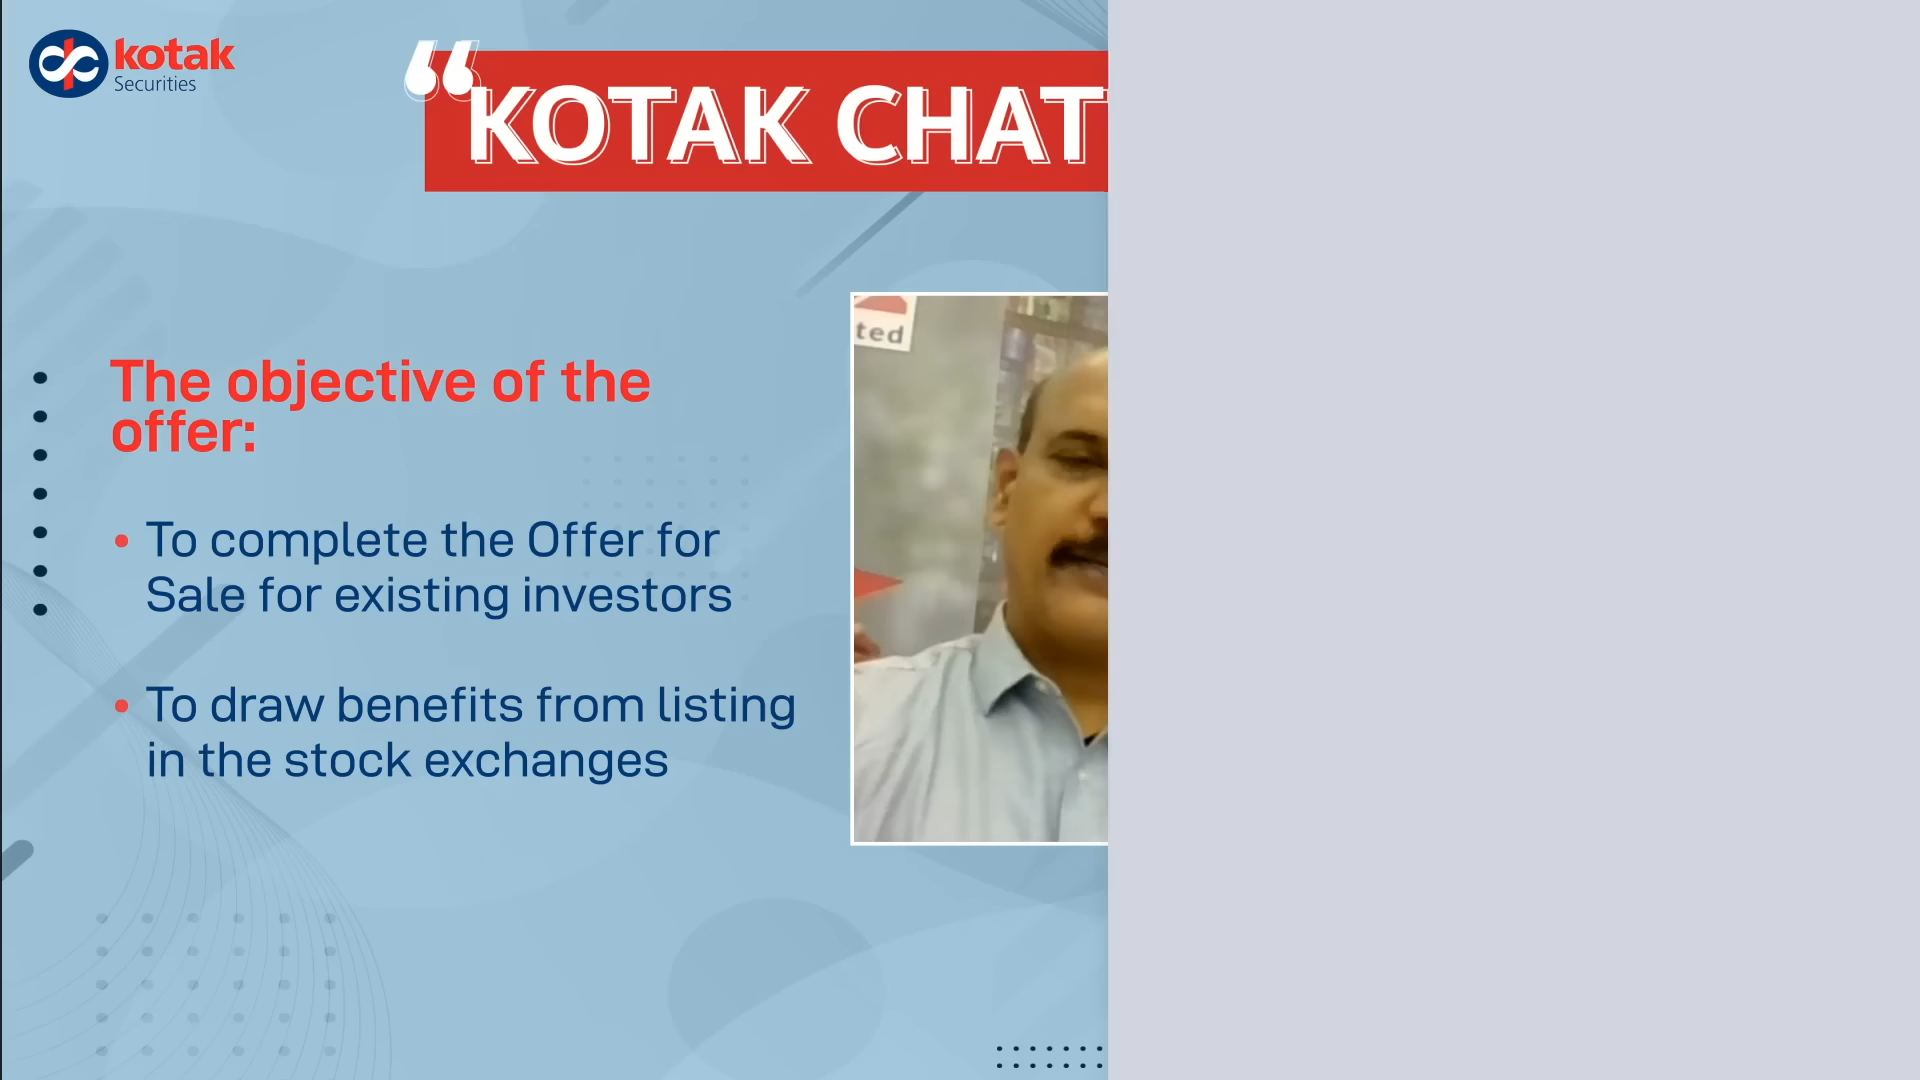 kotak
Securities
“KOTAK CHAT
ted
The objective of the
offer:
• To complete the Offer for
Sale for existing investors
• To draw benefits from listing
in the stock exchanges